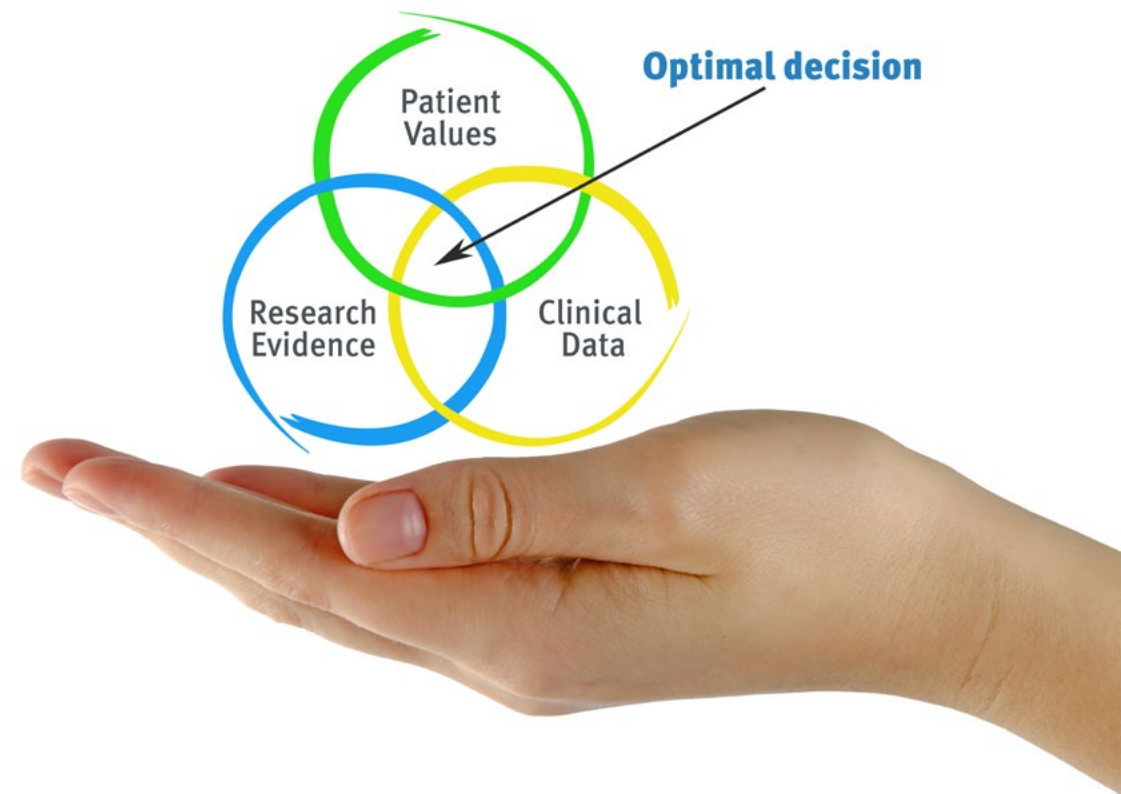 Optimal decision
Patient
Values
Research
Evidence
Clinical
Data